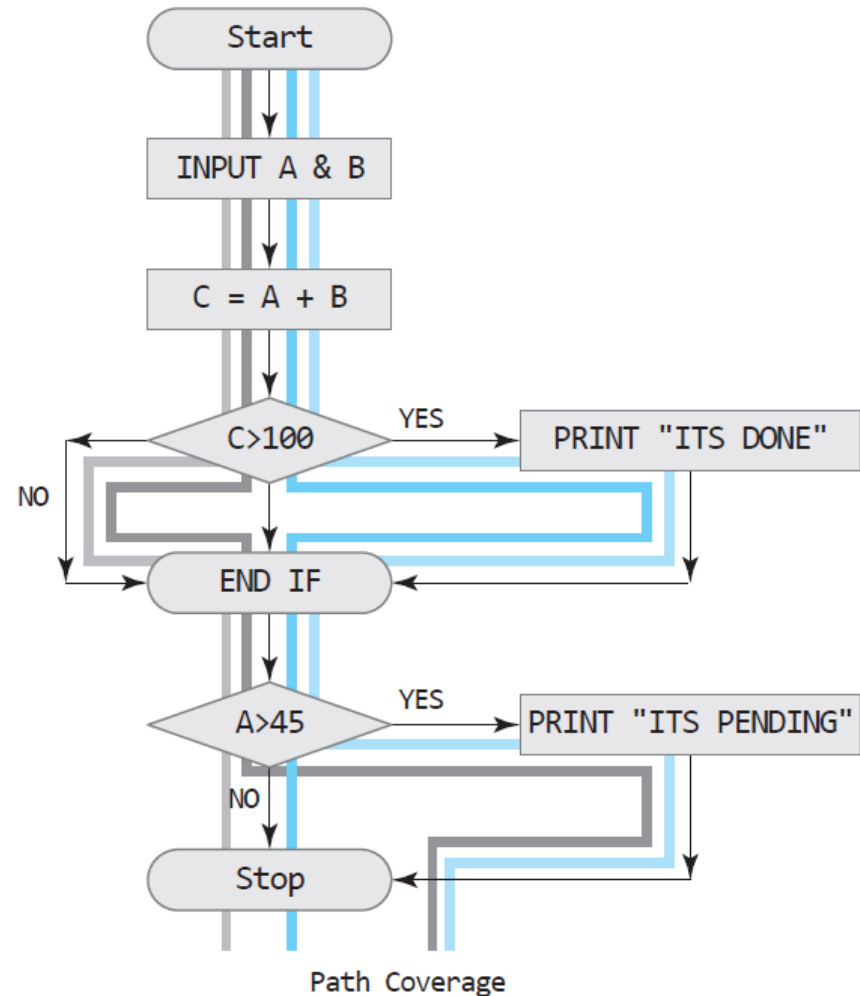 Start
INPUT A & B
C = A + B
C>100
YES
PRINT "ITS DONE"
NO
END IF
A>45
YES
PRINT "ITS PENDING"
NO
Stop
Path Coverage